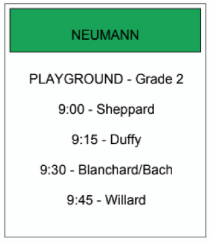 NEUMANN
PLAYGROUND - Grade 2
9:00 - Sheppard
9:15 - Duffy
9:30 - Blanchard/Bach
9:45 - Willard